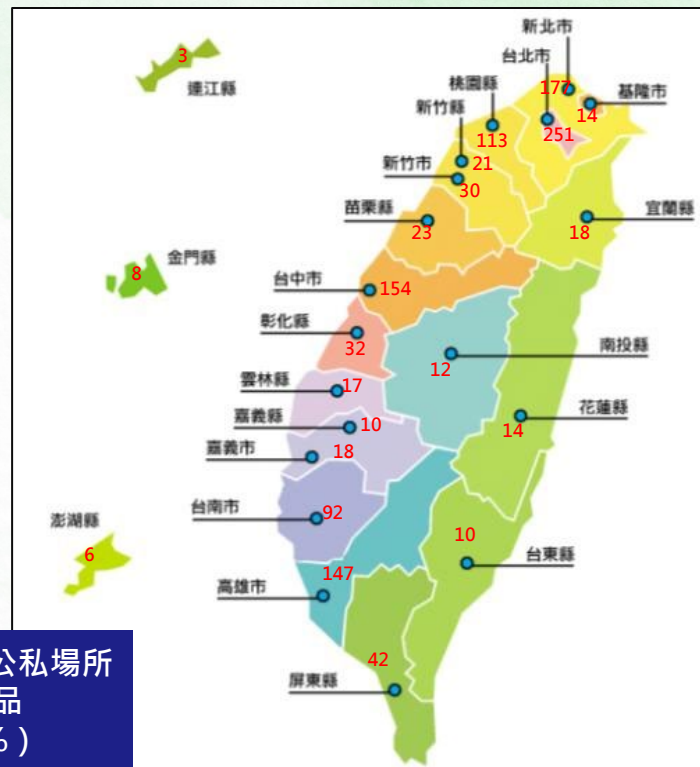 新北市
台北市
177
基隆市
14
桃園縣
251
113
新竹縣
21
新竹市
30
苗栗縣
23
宜蘭縣
18
3
連江縣
8
金門縣
台中市
154
彰化縣
32
南投縣
12
雲林縣
17
嘉義縣
10
花蓮縣
14
嘉義市
18
台南市
92
澎湖縣
6
10
台東縣
高雄市
147
屏東縣
42
公私場所
品
% )